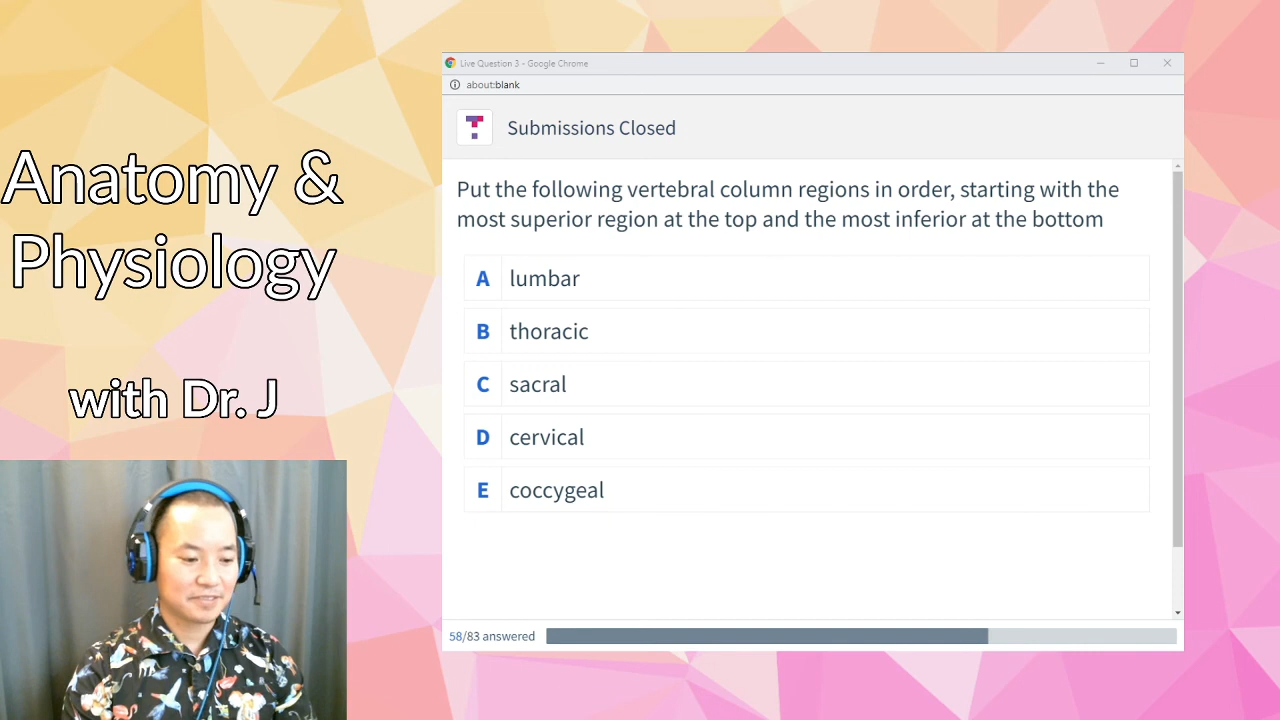 Anatomy &
Physiology
with Dr. J
Live Question 3 - Google Chrome
about:blank
Submissions Closed
Put the following vertebral column regions in order, starting with the
most superior region at the top and the most inferior at the bottom
A lumbar
B thoracic
C sacral
D cervical
E coccygeal
58/83 answered